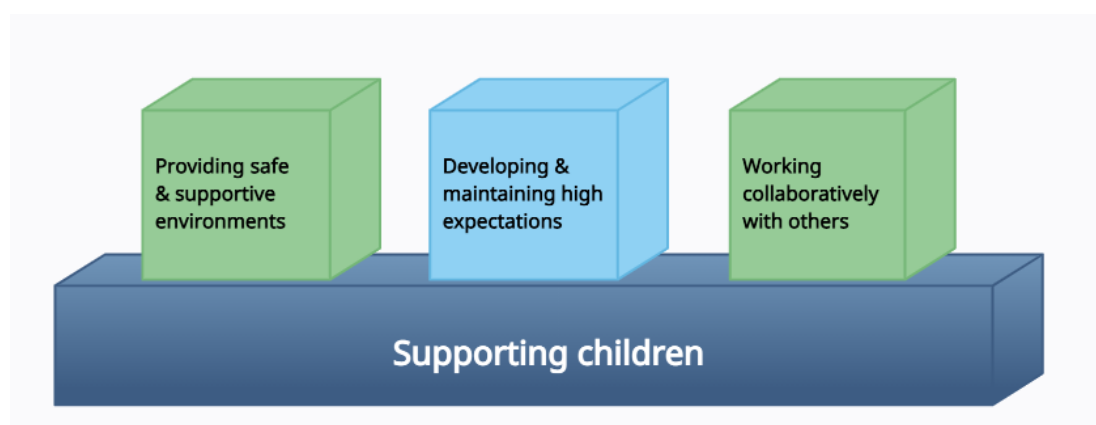 Providing safe
& supportive
environments
Developing &
maintaining high
expectations
Working
collaboratively
with others
Supporting children